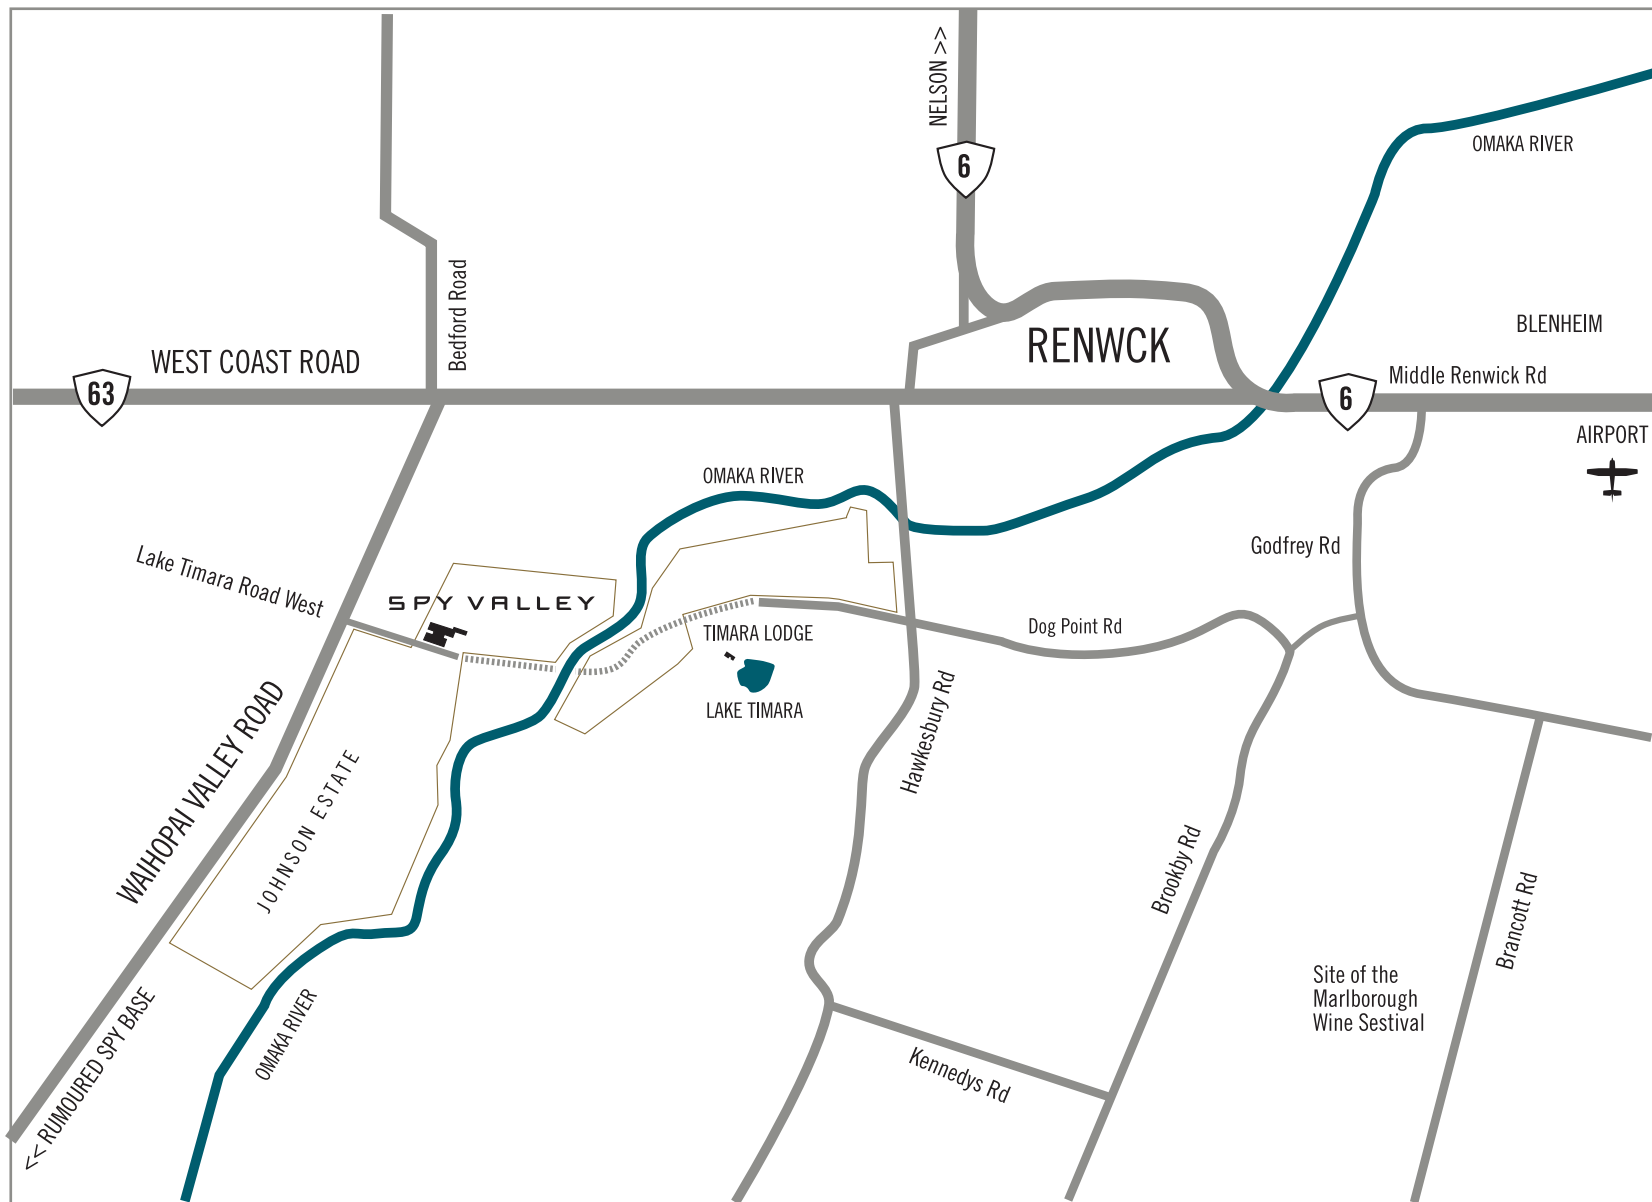 NELSON >>
6
OMAKA RIVER
Bedford Road
BLENHEIM
WEST COAST ROAD
RENWCK
63
6
Middle Renwick Rd
AIRPORT
OMAKA RIVER
Godfrey Rd
Lake Timara Road West
SPY VALLEY
TIMARA LODGE
Dog Point Rd
LAKE TIMARA
Hawkesbury Rd
WAIHOPAI VALLEY ROAD
JOHNSON ESTATE
Brookby Rd
Brancott Rd
Site of the
Marlborough
Wine Sestival
<< RUMOURED SPY BASE
OMAKA RIVER
Kennedys Rd